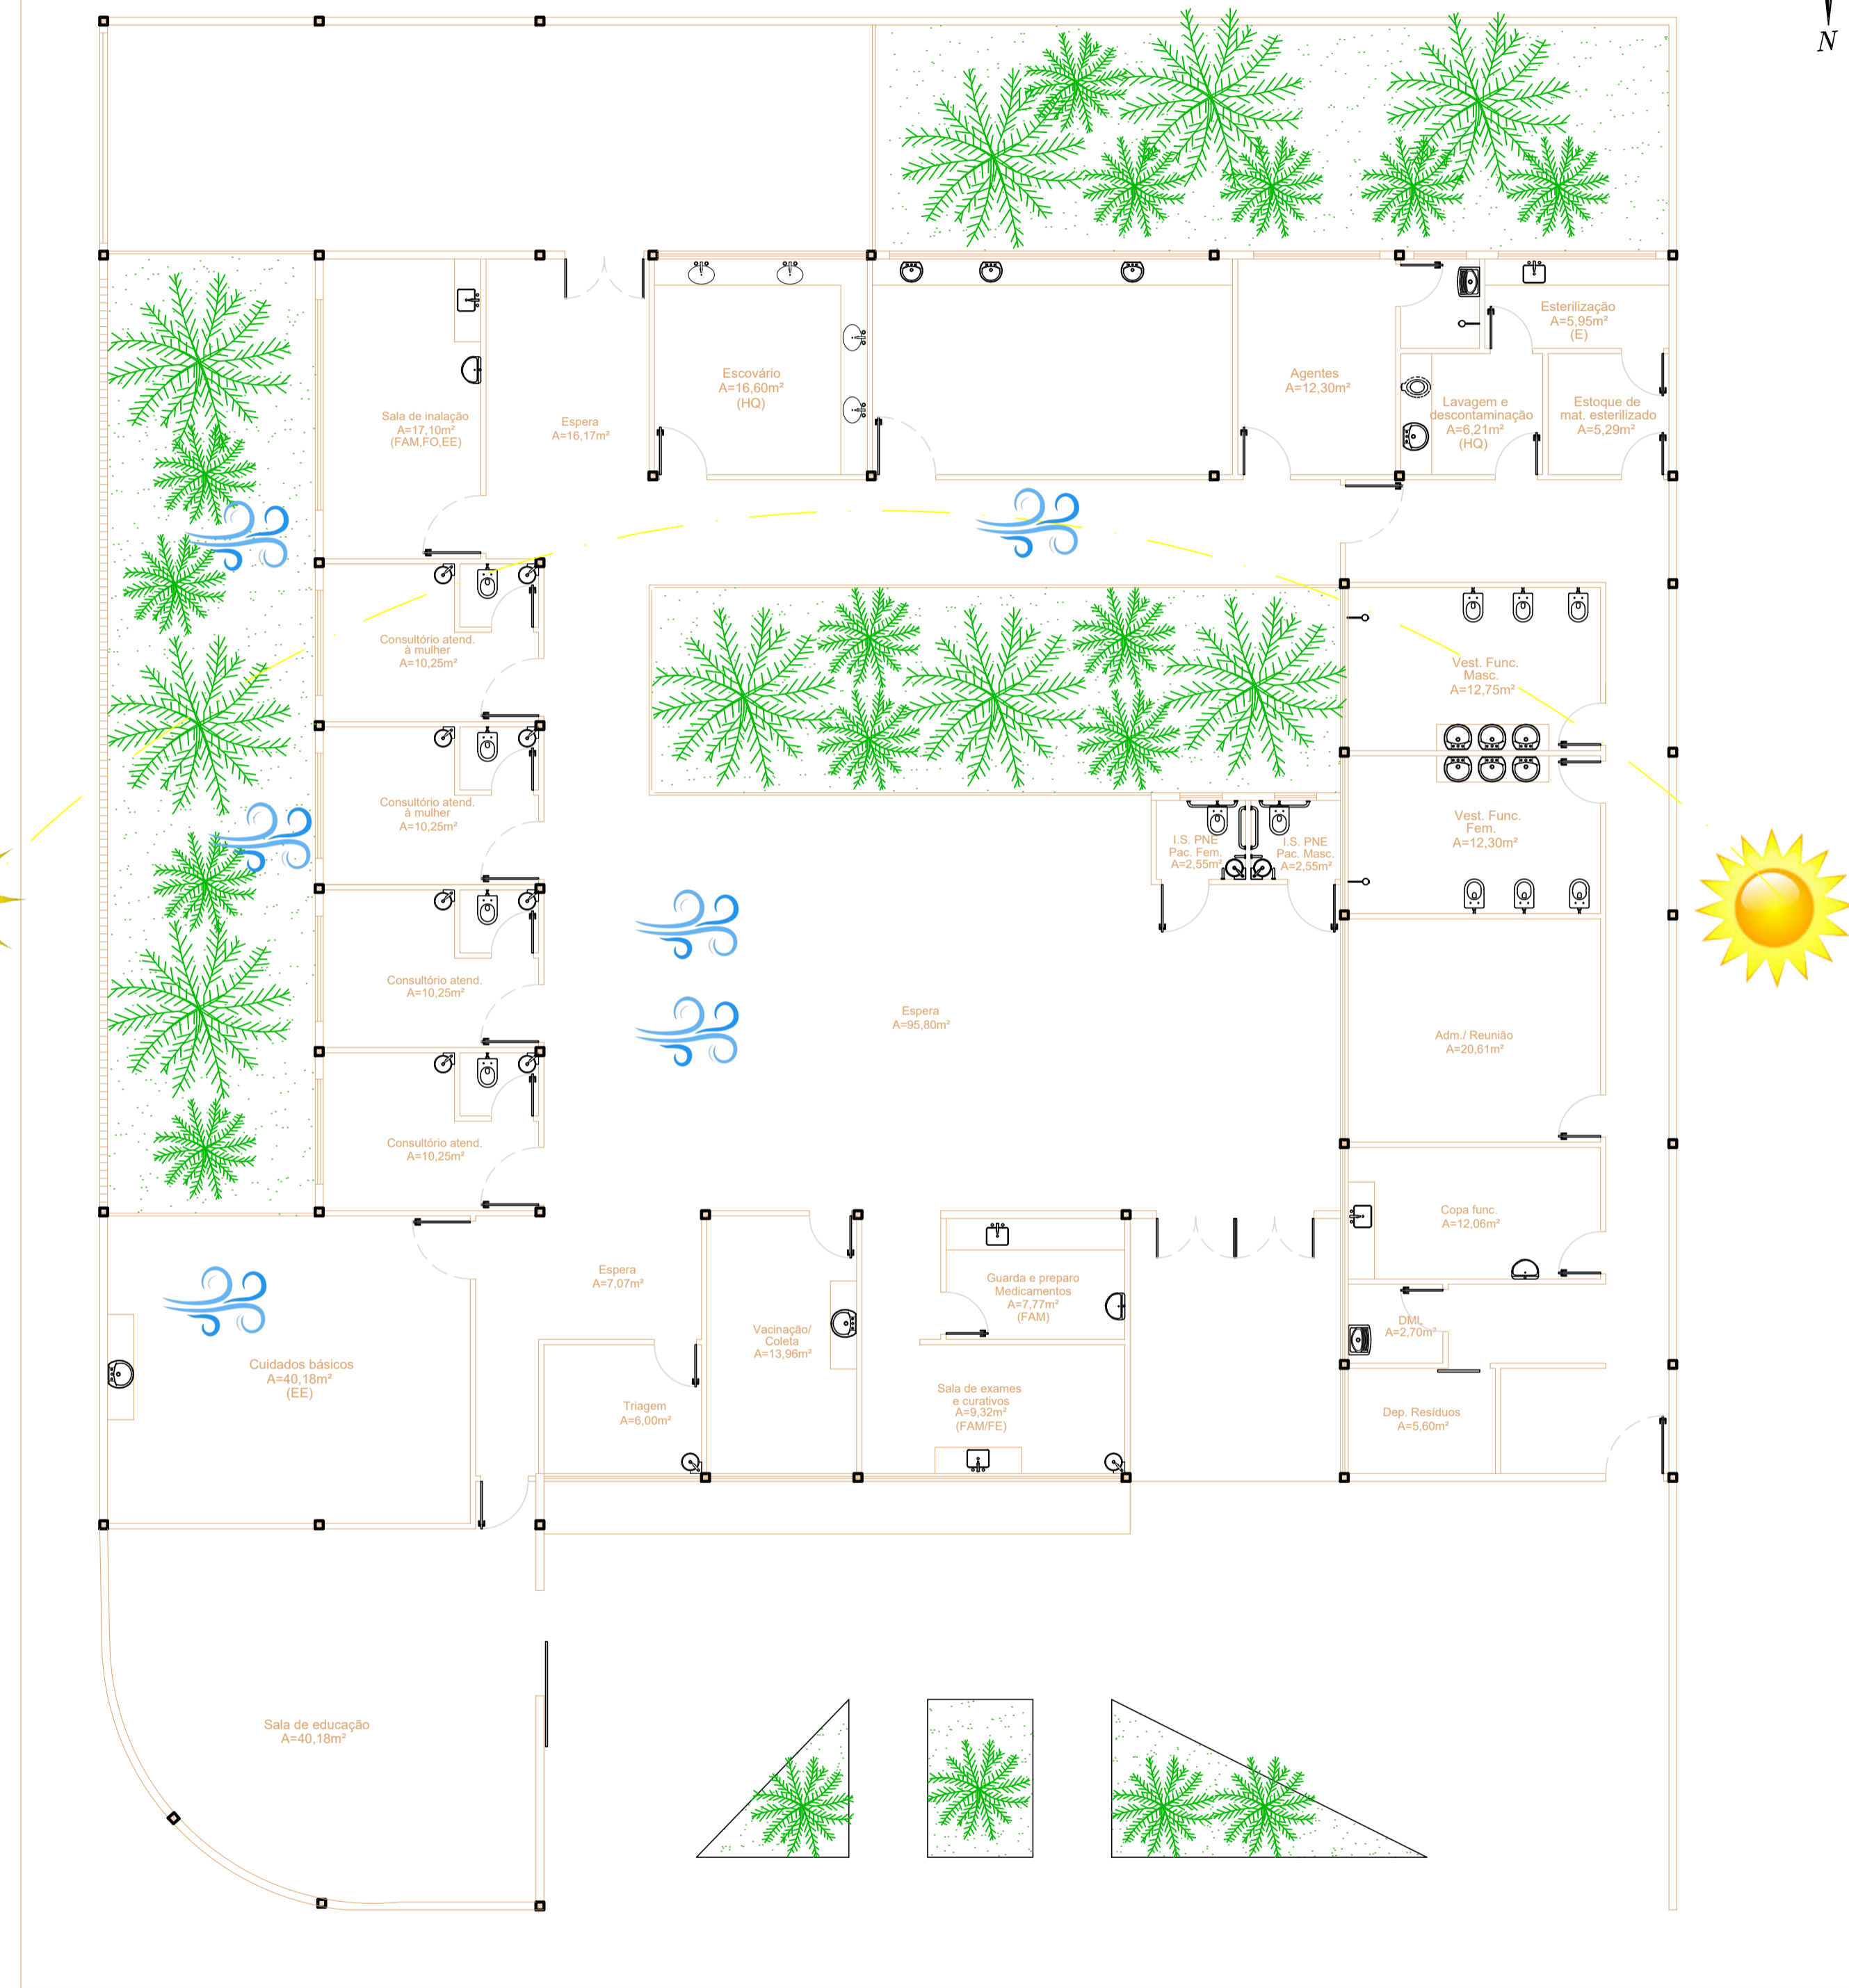 N
Esterilização
A=5,95m²
(E)
Escovário
A=16,60m²
(HQ)
Agentes
A=12,30m²
Lavagem e
descontaminação
A=6,21m²
(HQ)
Estoque de
mat. esterilizado
A=5,29m²
Sala de inalação
A=17,10m²
(FAM,FO,EE)
Espera
A=16,17m²
Consultório atend.
à mulher
A=10,25m²
Vest. Func.
Masc.
A=12,75m²
Consultório atend.
à mulher
A=10,25m²
I.S. PNE
Pac. Fem.
A=2,55m²
I.S. PNE
Pac. Masc.
A=2,55m²
Vest. Func.
Fem.
A=12,30m²
Consultório atend.
A=10,25m²
Espera
A=95,80m²
Adm./ Reunião
A=20,61m²
Consultório atend.
A=10,25m²
Copa func.
A=12,06m²
Espera
A=7,07m²
Guarda e preparo
Medicamentos
A=7,77m²
(FAM)
Vacinação/
Coleta
A=13,96m²
DML
A=2,70m²
Cuidados básicos
A=40,18m²
(EE)
Triagem
A=6,00m²
Sala de exames
e curativos
A=9,32m²
(FAM/FE)
Dep. Resíduos
A=5,60m²
Sala de educação
A=40,18m²